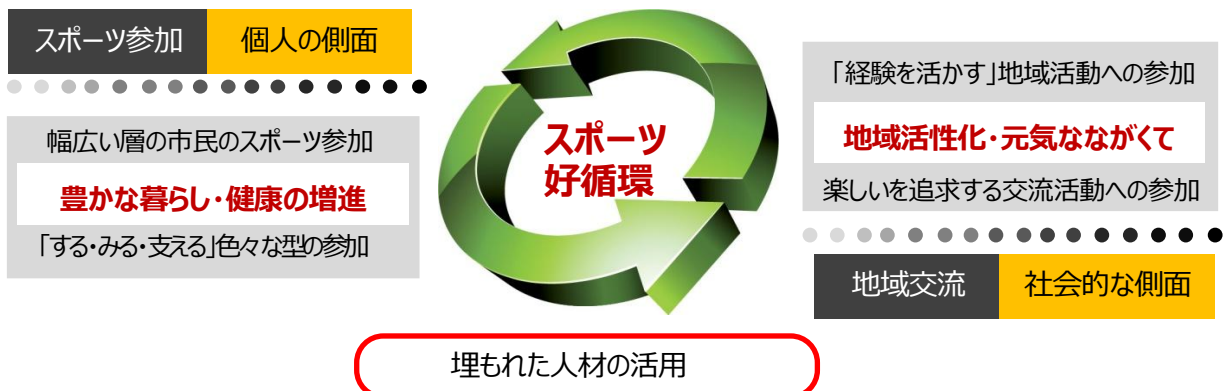 スポーツ参加 個人の側面
幅広い層の市民のスポーツ参加
豊かな暮らし・健康の増進
「する・みる・支える」色々な型の参加
スポーツ
好循環
「経験を活かす」地域活動への参加
地域活性化・元気なながくて
楽しいを追求する交流活動への参加
地域交流 社会的な側面
埋もれた人材の活用